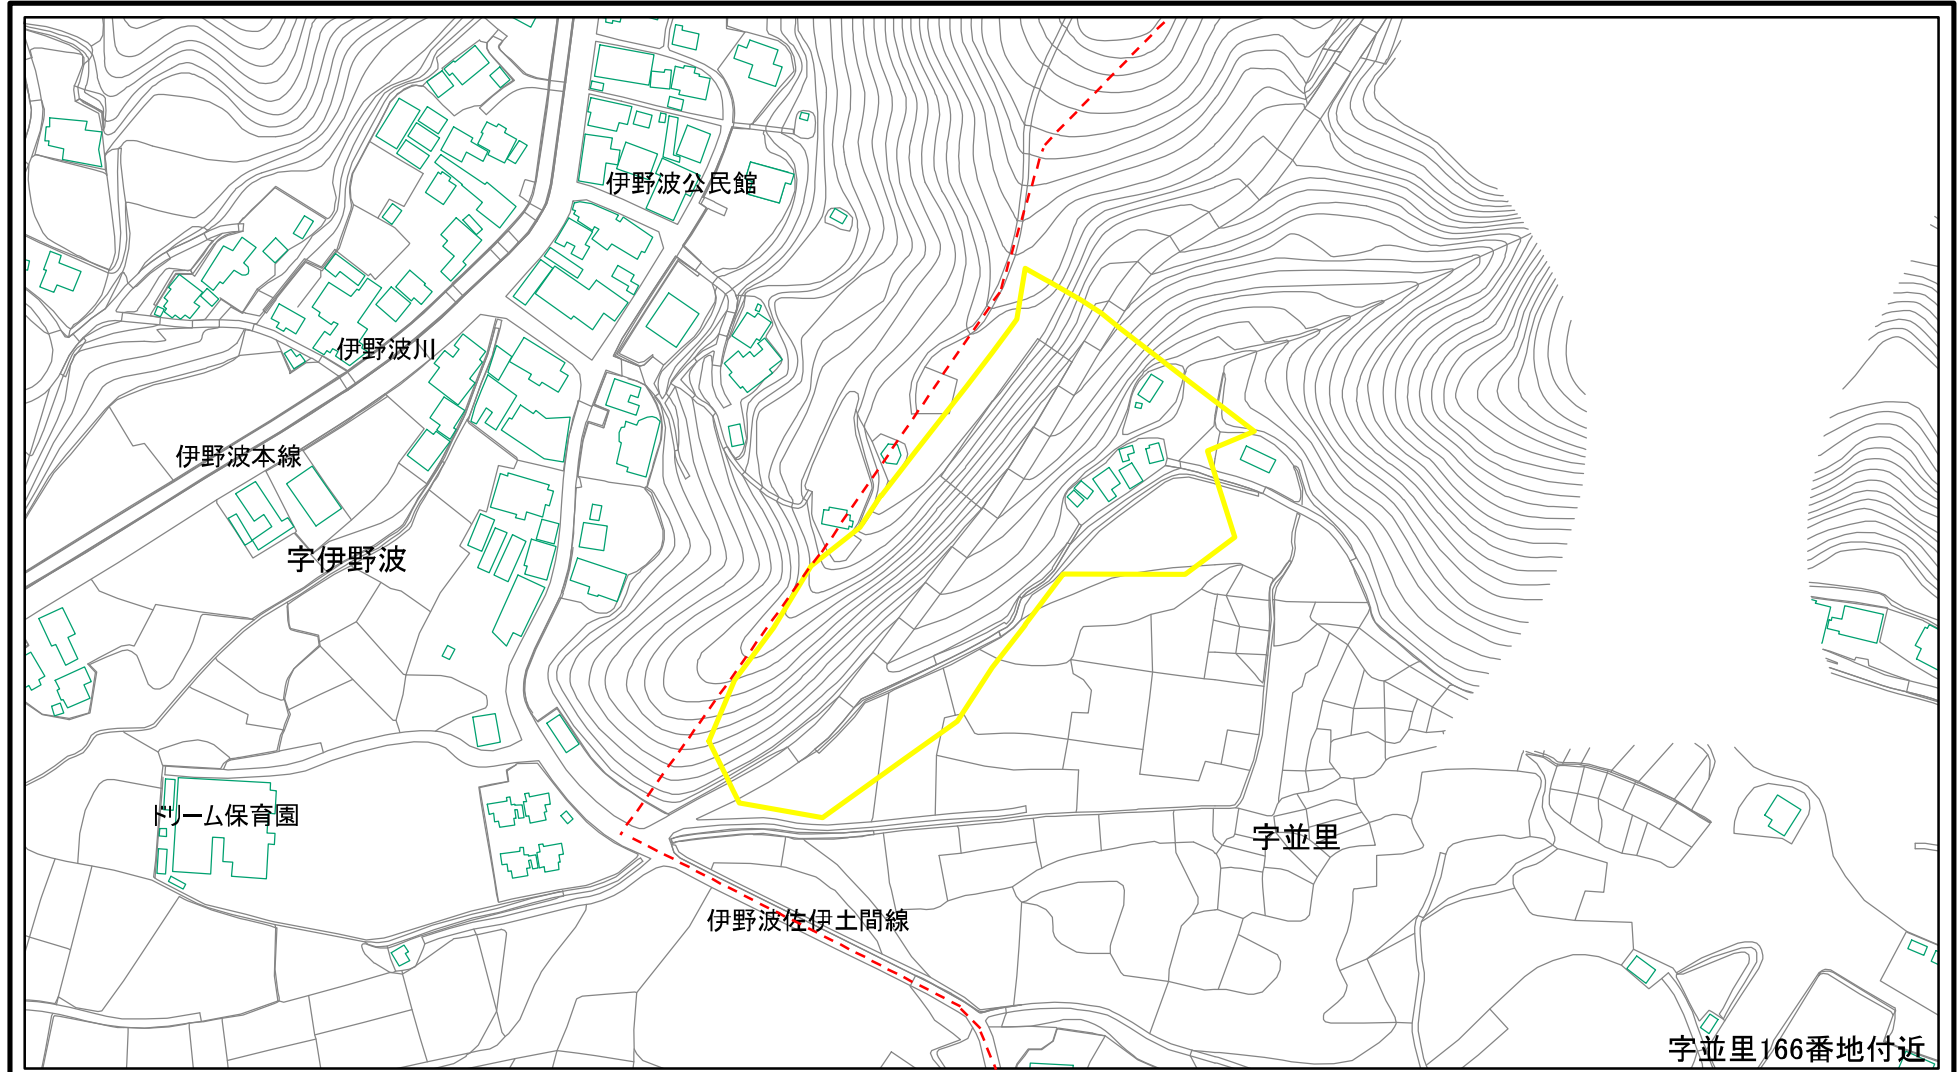 伊野波公民館
伊野波川
伊野波本線
字伊野波
ドリーム保育園
字並里
伊野波佐伊土間線
字並里166番地付近